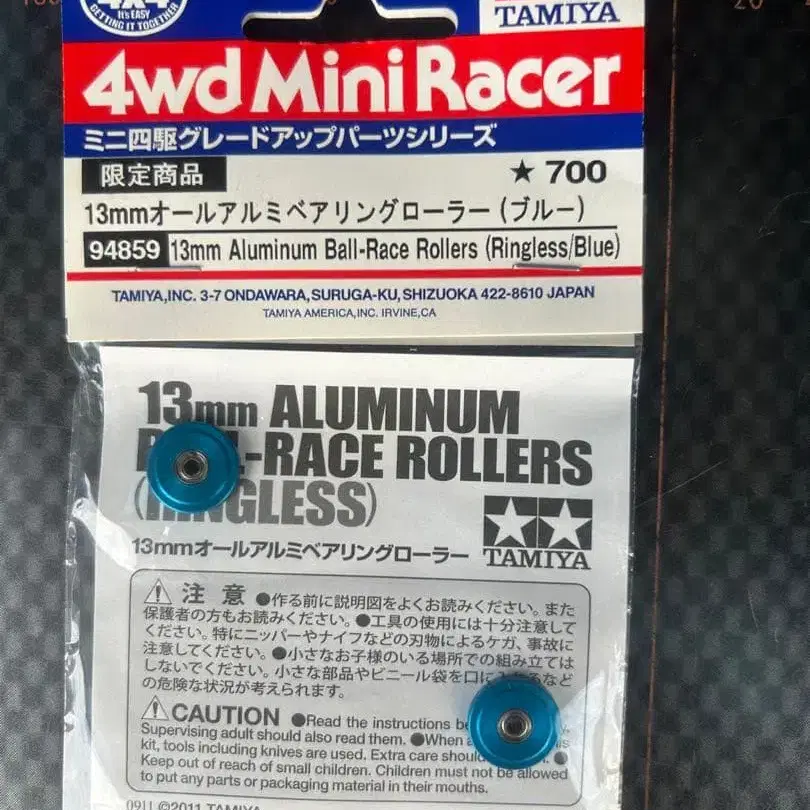 4X4
It's EASY
GETTING IT TOGETHER
TAMIYA
4wd Mini Racer
ミニ四駆グレードアップパーツシリーズ
限定商品
★ 700
13mmオールアルミベアリングローラー(ブルー)
94859 13mm Aluminum Ball-Race Rollers (Ringless/Blue)
TAMIYA,INC. 3-7 ONDAWARA,SURUGA-KU,SHIZUOKA 422-8610 JAPAN
TAMIYA AMERICA,INC. IRVINE,CA
13mm ALUMINUM
-RACE ROLLERS
GLESS)
13mmオールアルミベアリングローラー
TAMIYA
注意 ●作る前に説明図をよくお読みください。また
保護者の方もお読みください。●工具の使用には十分注意して
ください。特にニッパーやナイフなどの刃物によるケガ、事故に
注意してください。●小さなお子様のいる場所での組み立ては
しないでください。小さな部品やビニール袋を口に など
の危険な状況が考えられます。
CAUTION ●Read the instructions
Supervising adult should also read them. ●When
kit, tools including knives are used. Extra care should ●
Keep out of reach of small children. Children must not be allowed
to put any parts or packaging material in their mouths.
0911 ©2011 TAMIYA